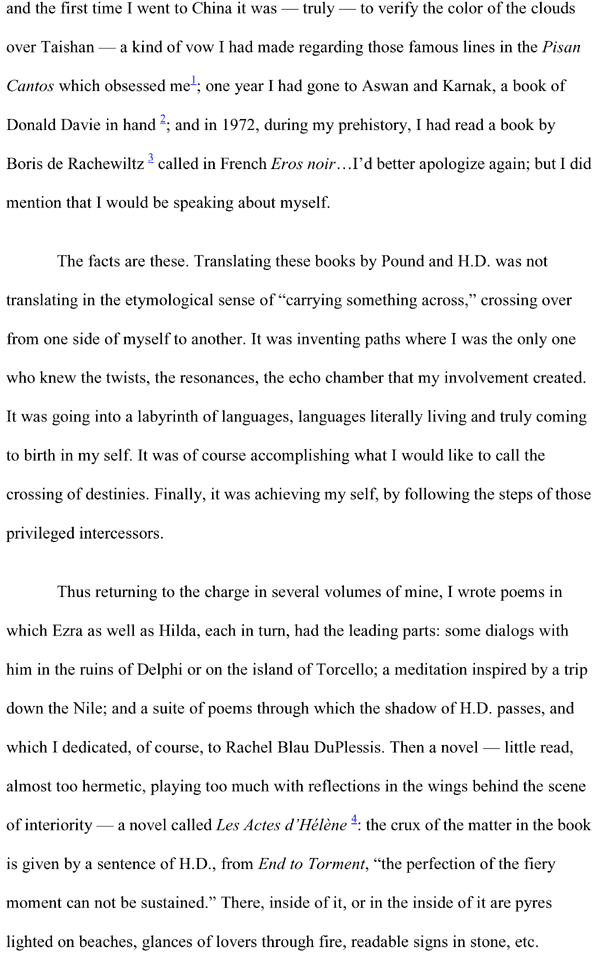 and the first time I went to China it was — truly — to verify the color of the clouds
over Taishan — a kind of vow I had made regarding those famous lines in the Pisan
Cantos which obsessed me1; one year I had gone to Aswan and Karnak, a book of
Donald Davie in hand 2; and in 1972, during my prehistory, I had read a book by
Boris de Rachewiltz 3 called in French Eros noir…I’d better apologize again; but I did
mention that I would be speaking about myself.
The facts are these. Translating these books by Pound and H.D. was not
translating in the etymological sense of “carrying something across,” crossing over
from one side of myself to another. It was inventing paths where I was the only one
who knew the twists, the resonances, the echo chamber that my involvement created.
It was going into a labyrinth of languages, languages literally living and truly coming
to birth in my self. It was of course accomplishing what I would like to call the
crossing of destinies. Finally, it was achieving my self, by following the steps of those
privileged intercessors.
Thus returning to the charge in several volumes of mine, I wrote poems in
which Ezra as well as Hilda, each in turn, had the leading parts: some dialogs with
him in the ruins of Delphi or on the island of Torcello; a meditation inspired by a trip
down the Nile; and a suite of poems through which the shadow of H.D. passes, and
which I dedicated, of course, to Rachel Blau DuPlessis. Then a novel — little read,
almost too hermetic, playing too much with reflections in the wings behind the scene
of interiority — a novel called Les Actes d’Hélène 4: the crux of the matter in the book
is given by a sentence of H.D., from End to Torment, “the perfection of the fiery
moment can not be sustained.” There, inside of it, or in the inside of it are pyres
lighted on beaches, glances of lovers through fire, readable signs in stone, etc.